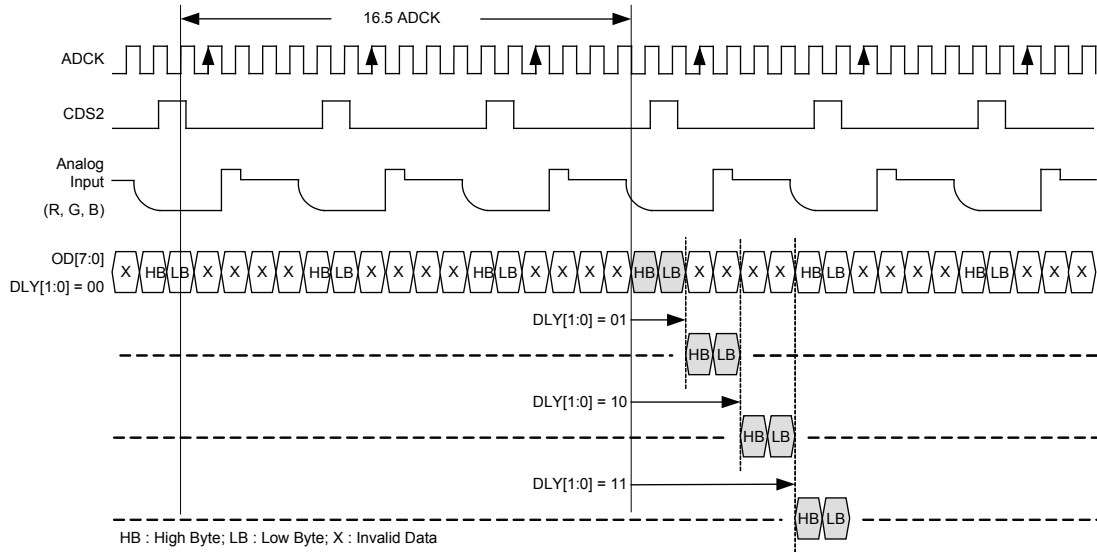 16.5 ADCK
ADCK
CDS2
Analog
Input
(R, G, B)
OD[7:0]
DLY[1:0] = 00
X HB LB X X X X HB LB X X X X HB LB X X X X HB LB X X X X HB LB X X X X HB LB X X X
DLY[1:0] = 01
HB LB
DLY[1:0] = 10
HB LB
DLY[1:0] = 11
HB LB
HB : High Byte; LB : Low Byte; X : Invalid Data